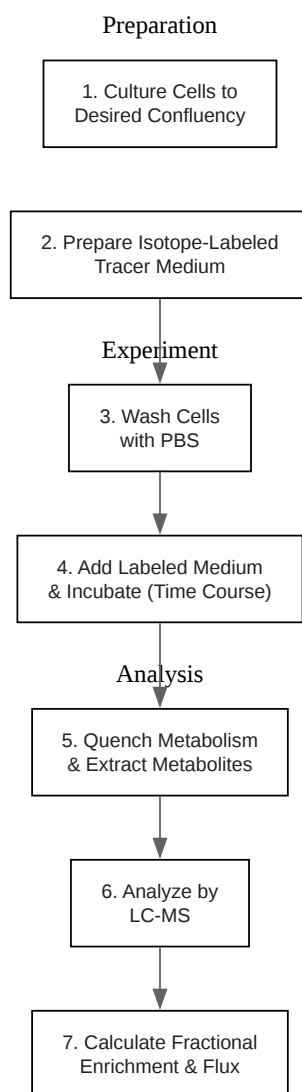 Preparation
1. Culture Cells to
Desired Confluency
2. Prepare Isotope-Labeled
Tracer Medium
Experiment
3. Wash Cells
with PBS
4. Add Labeled Medium
& Incubate (Time Course)
Analysis
5. Quench Metabolism
& Extract Metabolites
6. Analyze by
LC-MS
7. Calculate Fractional
Enrichment & Flux